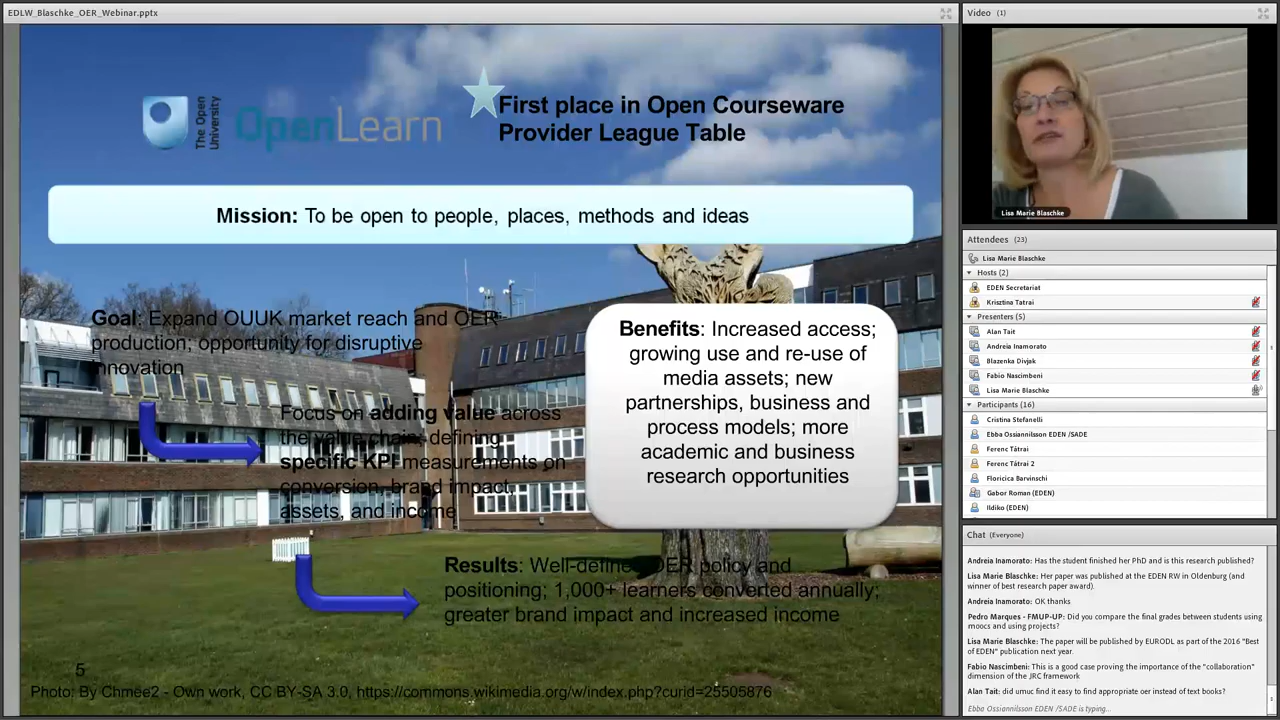 EDLW_Blaschke_OER_Webinar.pptx
The Open
University
OpenLearn
First place in Open Courseware
Provider League Table
Mission: To be open to people, places, methods and ideas
Goal: Expand OUUK market reach and OER
production; opportunity for disruptive
innovation
Focus on adding value across
the value chain; defining
specific KPI measurements on
conversion, brand impact,
assets, and income
Benefits: Increased access;
growing use and re-use of
media assets; new
partnerships, business and
process models; more
academic and business
research opportunities
Results: Well-defined OER policy and
positioning; 1,000+ learners converted annually;
greater brand impact and increased income
5
Photo: By Chmee2 - Own work, CC BY-SA 3.0, https://commons.wikimedia.org/w/index.php?curid=25505876
Video (1)
Lisa Marie Blaschke
Attendees (23)
Lisa Marie Blaschke
Hosts (2)
EDEN Secretariat
Krisztina Tatrai
Presenters (5)
Alan Tait
Andreia Inamorato
Blazenka Divjak
Fabio Nascimbeni
Lisa Marie Blaschke
Participants (16)
Cristina Stefanelli
Ebba Ossiannilsson EDEN /SADE
Ferenc Tátrai
Ferenc Tátrai 2
Floricica Barvinschi
Gabor Roman (EDEN)
Ildiko (EDEN)
Chat (Everyone)
Andreia Inamorato: Has the student finished her PhD and is this research published?
Lisa Marie Blaschke: Her paper was published at the EDEN RW in Oldenburg (and
winner of best research paper award).
Andreia Inamorato: OK thanks
Pedro Marques - FMUP-UP: Did you compare the final grades between students using
moocs and using projects?
Lisa Marie Blaschke: The paper will be published by EURODL as part of the 2016 "Best
of EDEN" publication next year.
Fabio Nascimbeni: This is a good case proving the importance of the "collaboration"
dimension of the JRC framework
Alan Tait: did umuc find it easy to find appropriate oer instead of text books?
Ebba Ossiannilsson EDEN /SADE is typing...